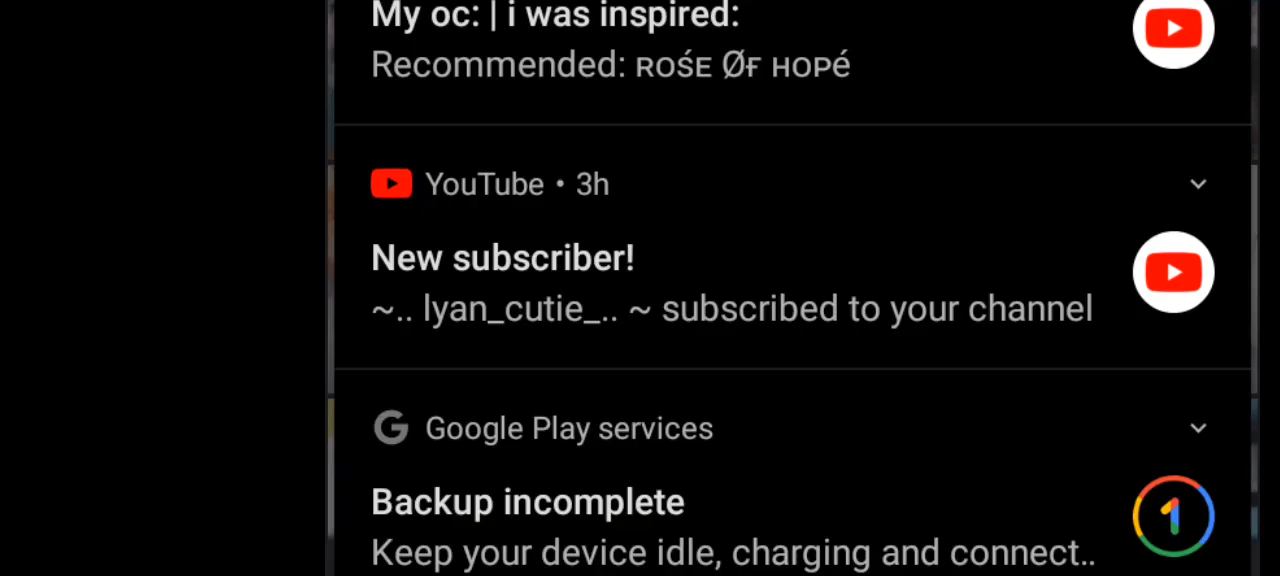 My oc: | i was inspired:
Recommended: ʀᴏśᴇ Øғ ʜᴏᴘé
YouTube • 3h
New subscriber!
~.. lyan_cutie_.. ~ subscribed to your channel
Google Play services
Backup incomplete
Keep your device idle, charging and connect..